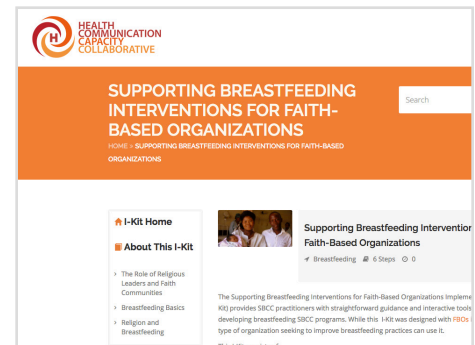 HEALTH
COMMUNICATION
CAPACITY
COLLABORATIVE
SUPPORTING BREASTFEEDING
INTERVENTIONS FOR FAITH-
BASED ORGANIZATIONS
HOME > SUPPORTING BREASTFEEDING INTERVENTIONS FOR FAITH-BASED
ORGANIZATIONS
Search
I-Kit Home
About This I-Kit
> The Role of Religious
Leaders and Faith
Communities
> Breastfeeding Basics
> Religion and
Breastfeeding
Supporting Breastfeeding
Faith-Based Organizations
Breastfeeding 6 Steps 0
The Supporting Breastfeeding Interventions for Faith-Based Organizations
Kit) provides SBCC practitioners with straightforward guidance and interactive tools
developing breastfeeding SBCC programs. While this I-Kit was designed with FBOs
type of organization seeking to improve breastfeeding practices can use it.